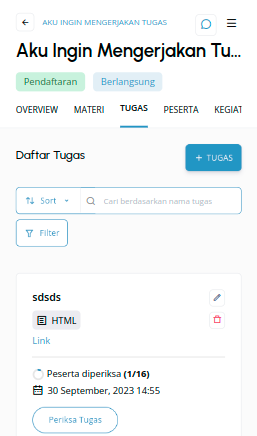 AKU INGIN MENGERJAKAN TUGAS
Aku Ingin Mengerjakan Tu...
Pendaftaran Berlangsung
OVERVIEW MATERI TUGAS PESERTA KEGIAT
Daftar Tugas
+ TUGAS
Sort Cari berdasarkan nama tugas
Filter
sdsds
HTML
Link
Peserta diperiksa (1/16)
30 September, 2023 14:55
Periksa Tugas